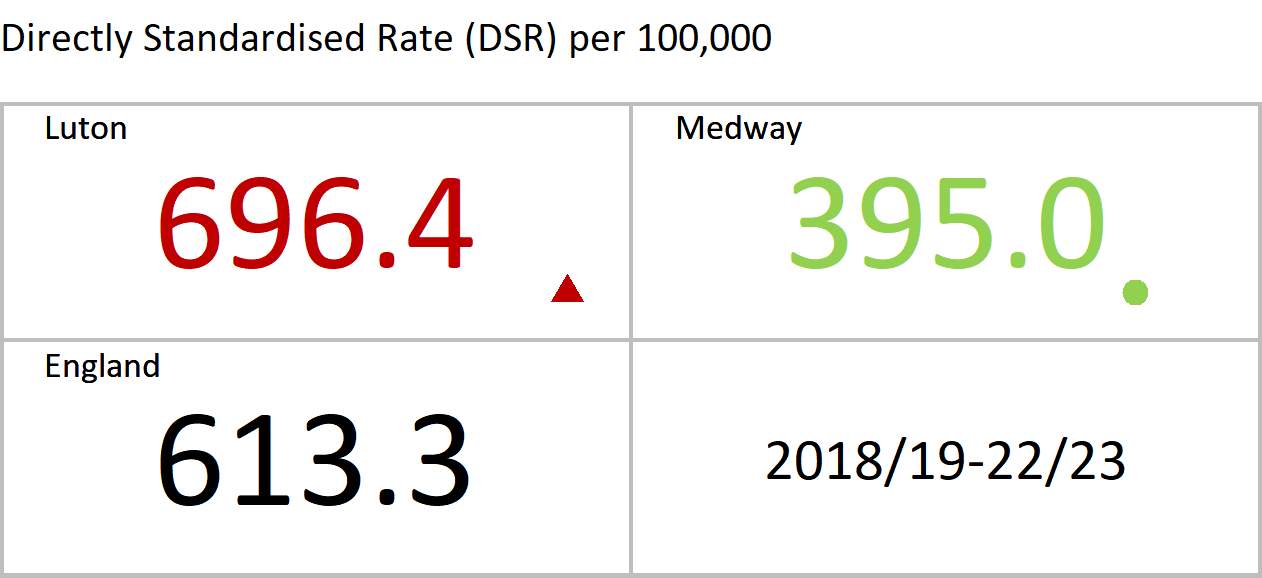 Directly Standardised Rate (DSR) per 100,000
Luton
696.4
Medway
395.0
England
613.3
2018/19-22/23